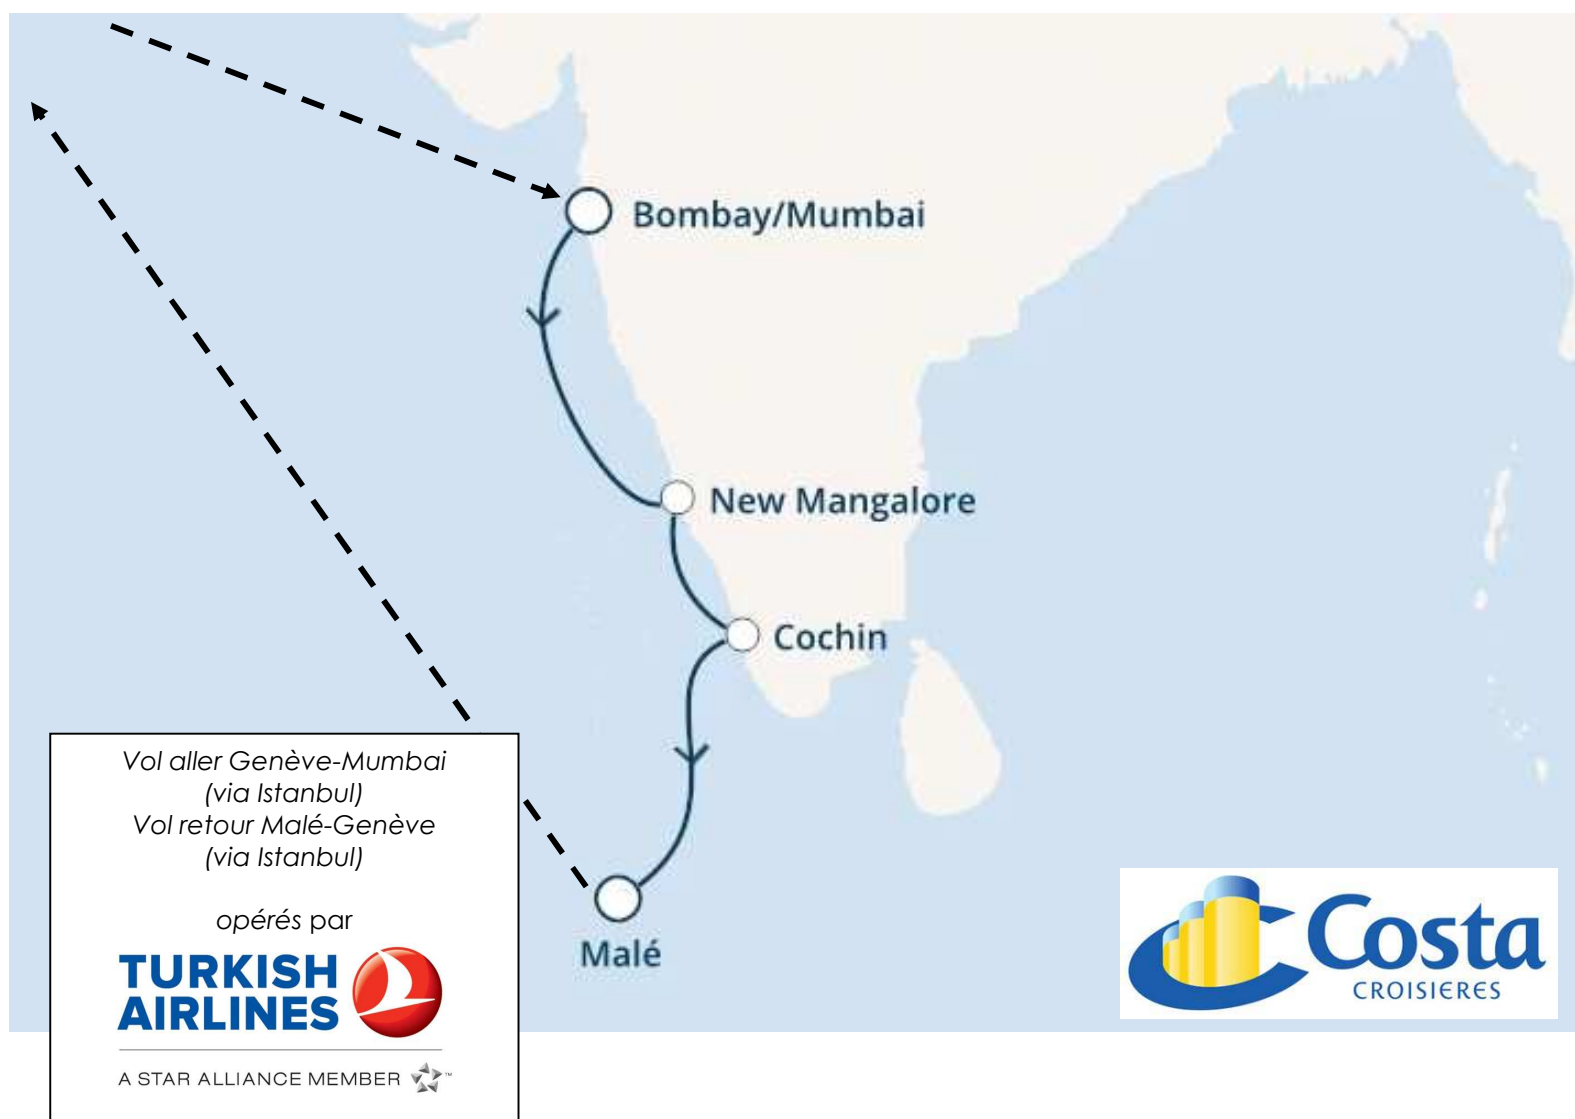 Bombay/Mumbai
New Mangalore
Cochin
Malé
Vol aller Genève-Mumbai
(via Istanbul)
Vol retour Malé-Genève
(via Istanbul)
opérés par
TURKISH
AIRLINES
A STAR ALLIANCE MEMBER ™
Costa
CROISIERES